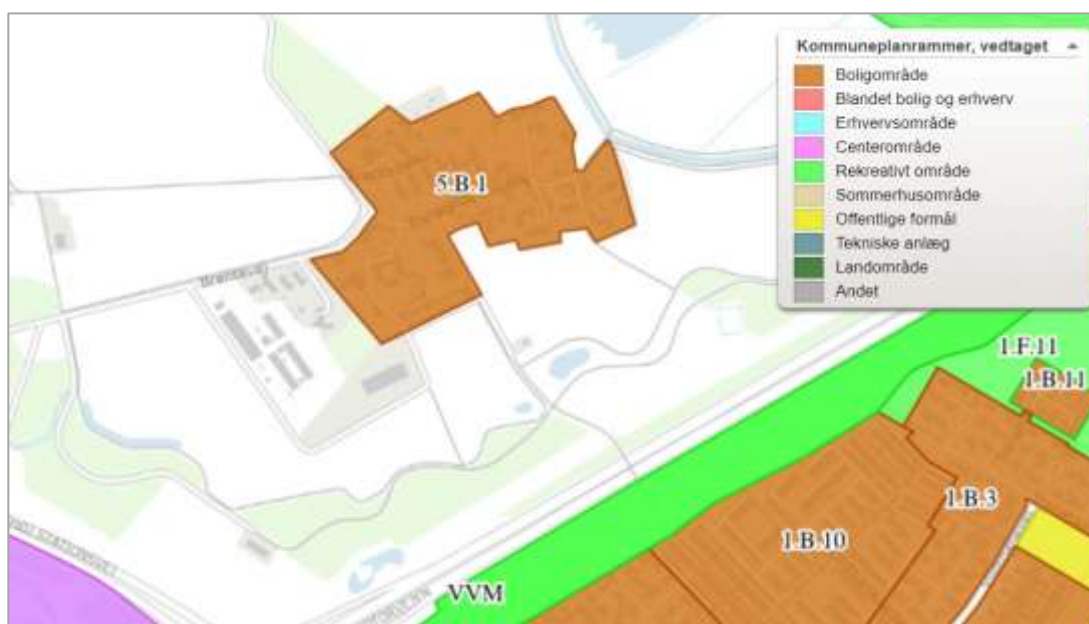 Kommuneplanrammer, vedtaget
Boligområde
Blandet bolig og erhverv
Erhvervsområde
Centerområde
Rekreativt område
Sommerhusområde
Offentlige formål
Tekniske anlæg
Landområde
Andet
5.B.1
1.F.11
1.B.11
1.B.3
1.B.10
VVM